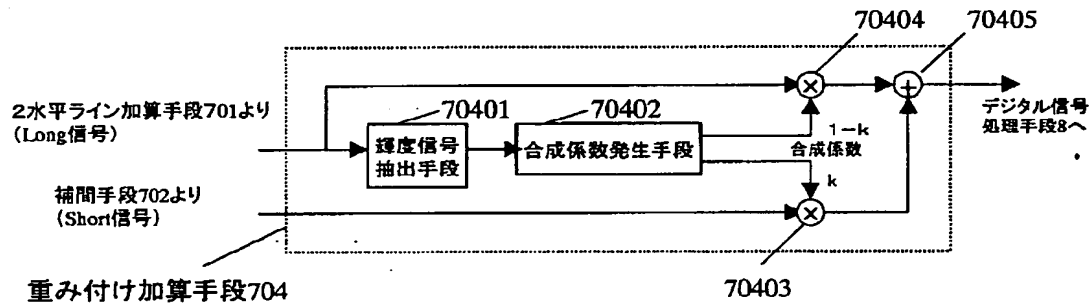 70404
70405
2水平ライン加算手段701より
(Long信号)
70401
70402
輝度信号
抽出手段
合成係数発生手段
1-k
合成係数
k
デジタル信号
処理手段8へ
補間手段702より
(Short信号)
重み付け加算手段704
70403